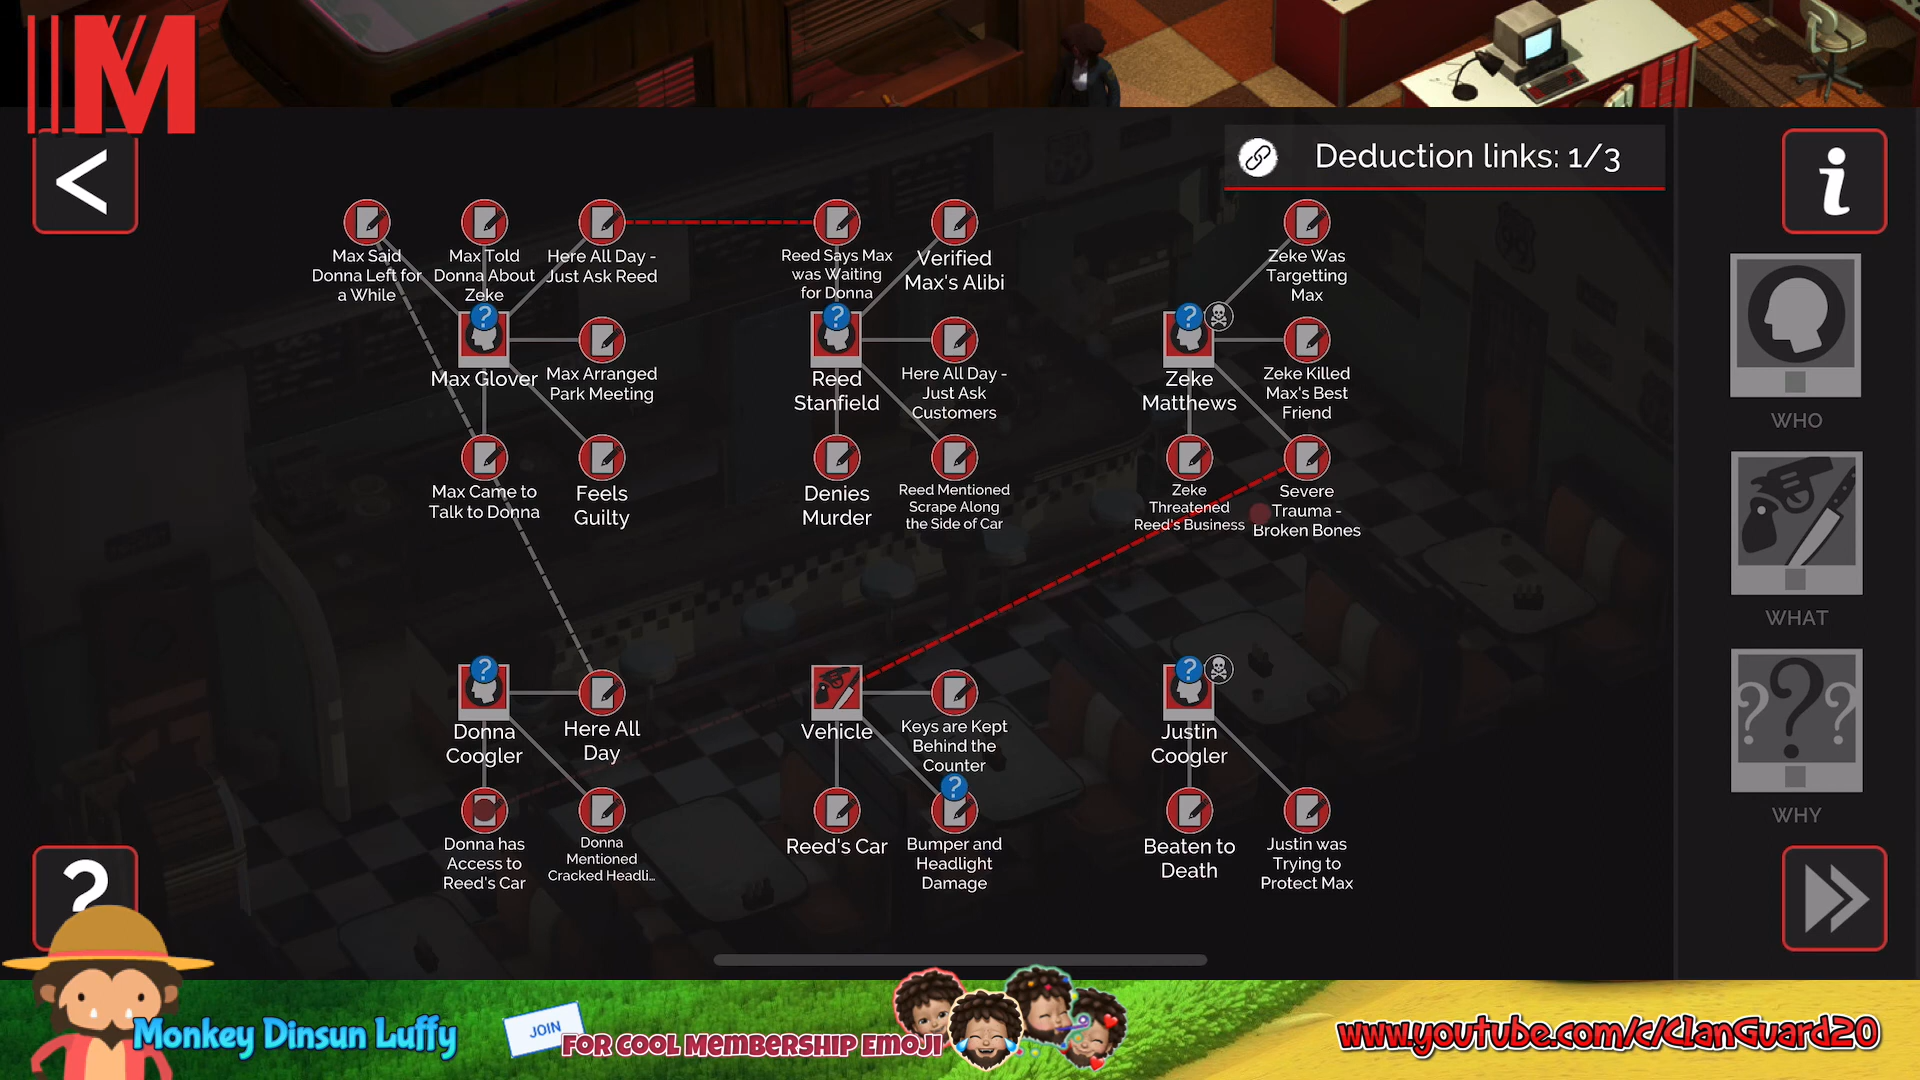 M
<
Deduction links: 1/3
i
Max Said
Donna Left for
a While
Max Told
Donna About
Zeke
Here All Day -
Just Ask Reed
Reed Says Max
was Waiting
for Donna
Verified
Max's Alibi
Zeke Was
Targetting
Max
?
?
?
Max Glover
Max Arranged
Park Meeting
Reed
Stanfield
Here All Day -
Just Ask
Customers
Zeke
Matthews
Zeke Killed
Max's Best
Friend
WHO
Max Came to
Talk to Donna
Feels
Guilty
Denies
Murder
Reed Mentioned
Scrape Along
the Side of Car
Zeke
Threatened
Reed's Business
Severe
Trauma -
Broken Bones
WHAT
?
?
Donna
Coogler
Here All
Day
Vehicle
Keys are Kept
Behind the
Counter
Justin
Coogler
? ? ?
WHY
?
Donna has
Access to
Reed's Car
Donna
Mentioned
Cracked Headli...
Reed's Car
Bumper and
Headlight
Damage
Beaten to
Death
Justin was
Trying to
Protect Max
?
Monkey Dinsun Luffy
JOIN
FOR COOL MEMBERSHIP EMOJI
www.youtube.com/c/ClanGuard20